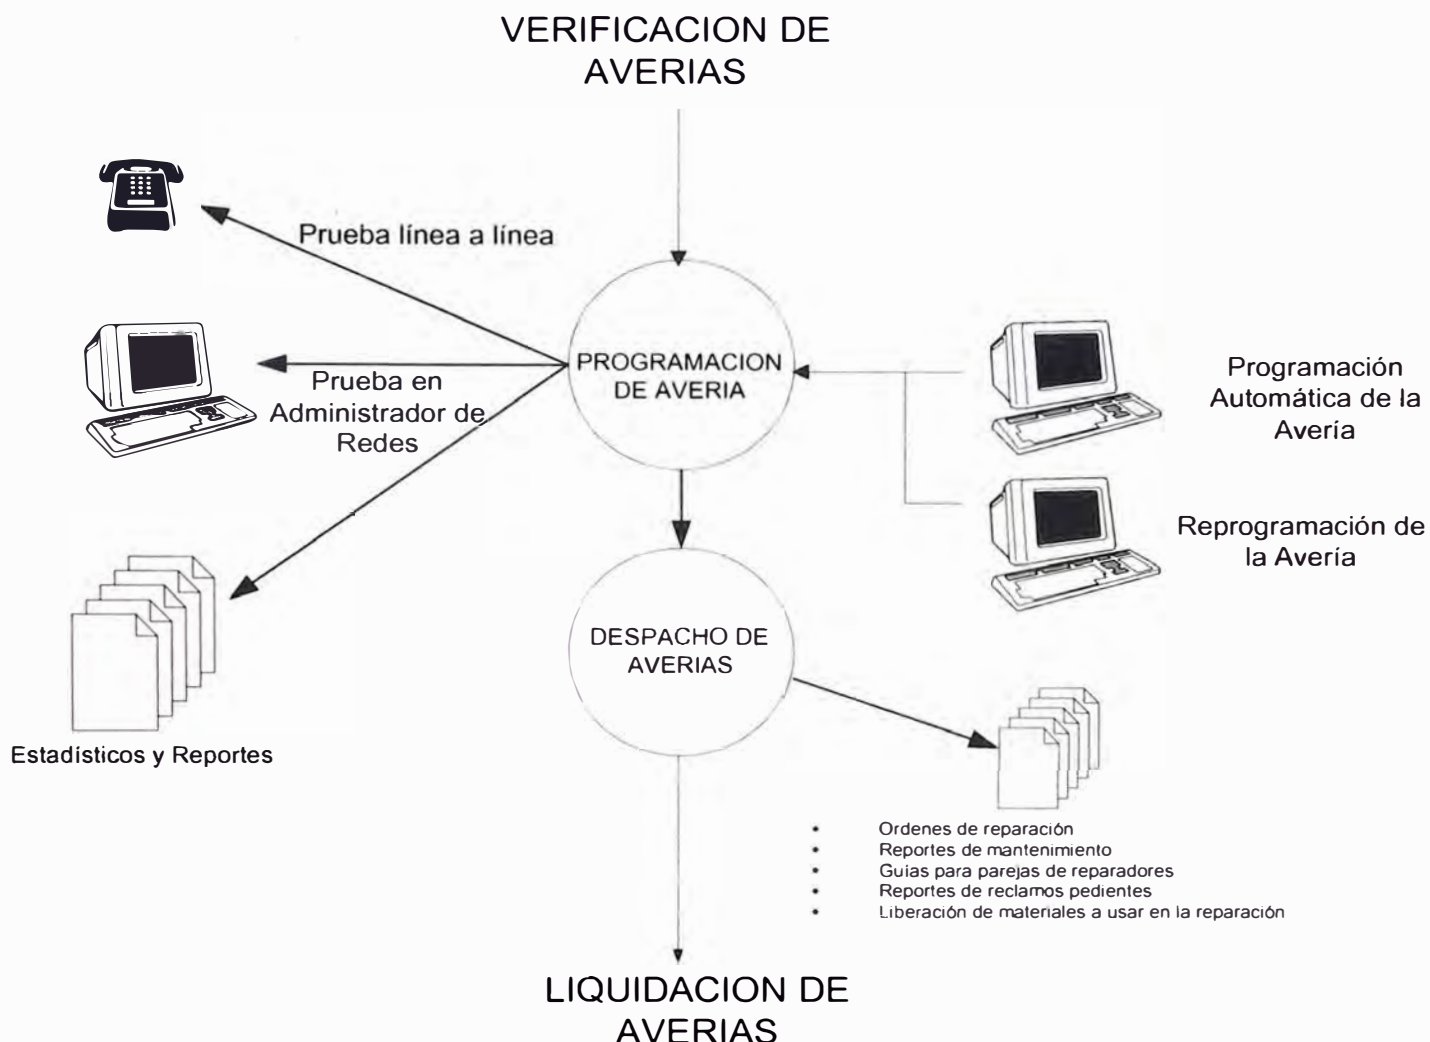 VERIFICACION DE
AVERIAS
Prueba línea a línea
PROGRAMACION
DE AVERIA
Prueba en
Administrador de
Redes
Programación
Automática de la
Avería
Reprogramación de
la Avería
DESPACHO DE
AVERIAS
Estadísticos y Reportes
• Ordenes de reparación
• Reportes de mantenimiento
• Guías para parejas de reparadores
• Reportes de reclamos pedientes
• Liberación de materiales a usar en la reparación
LIQUIDACION DE
AVERIAS